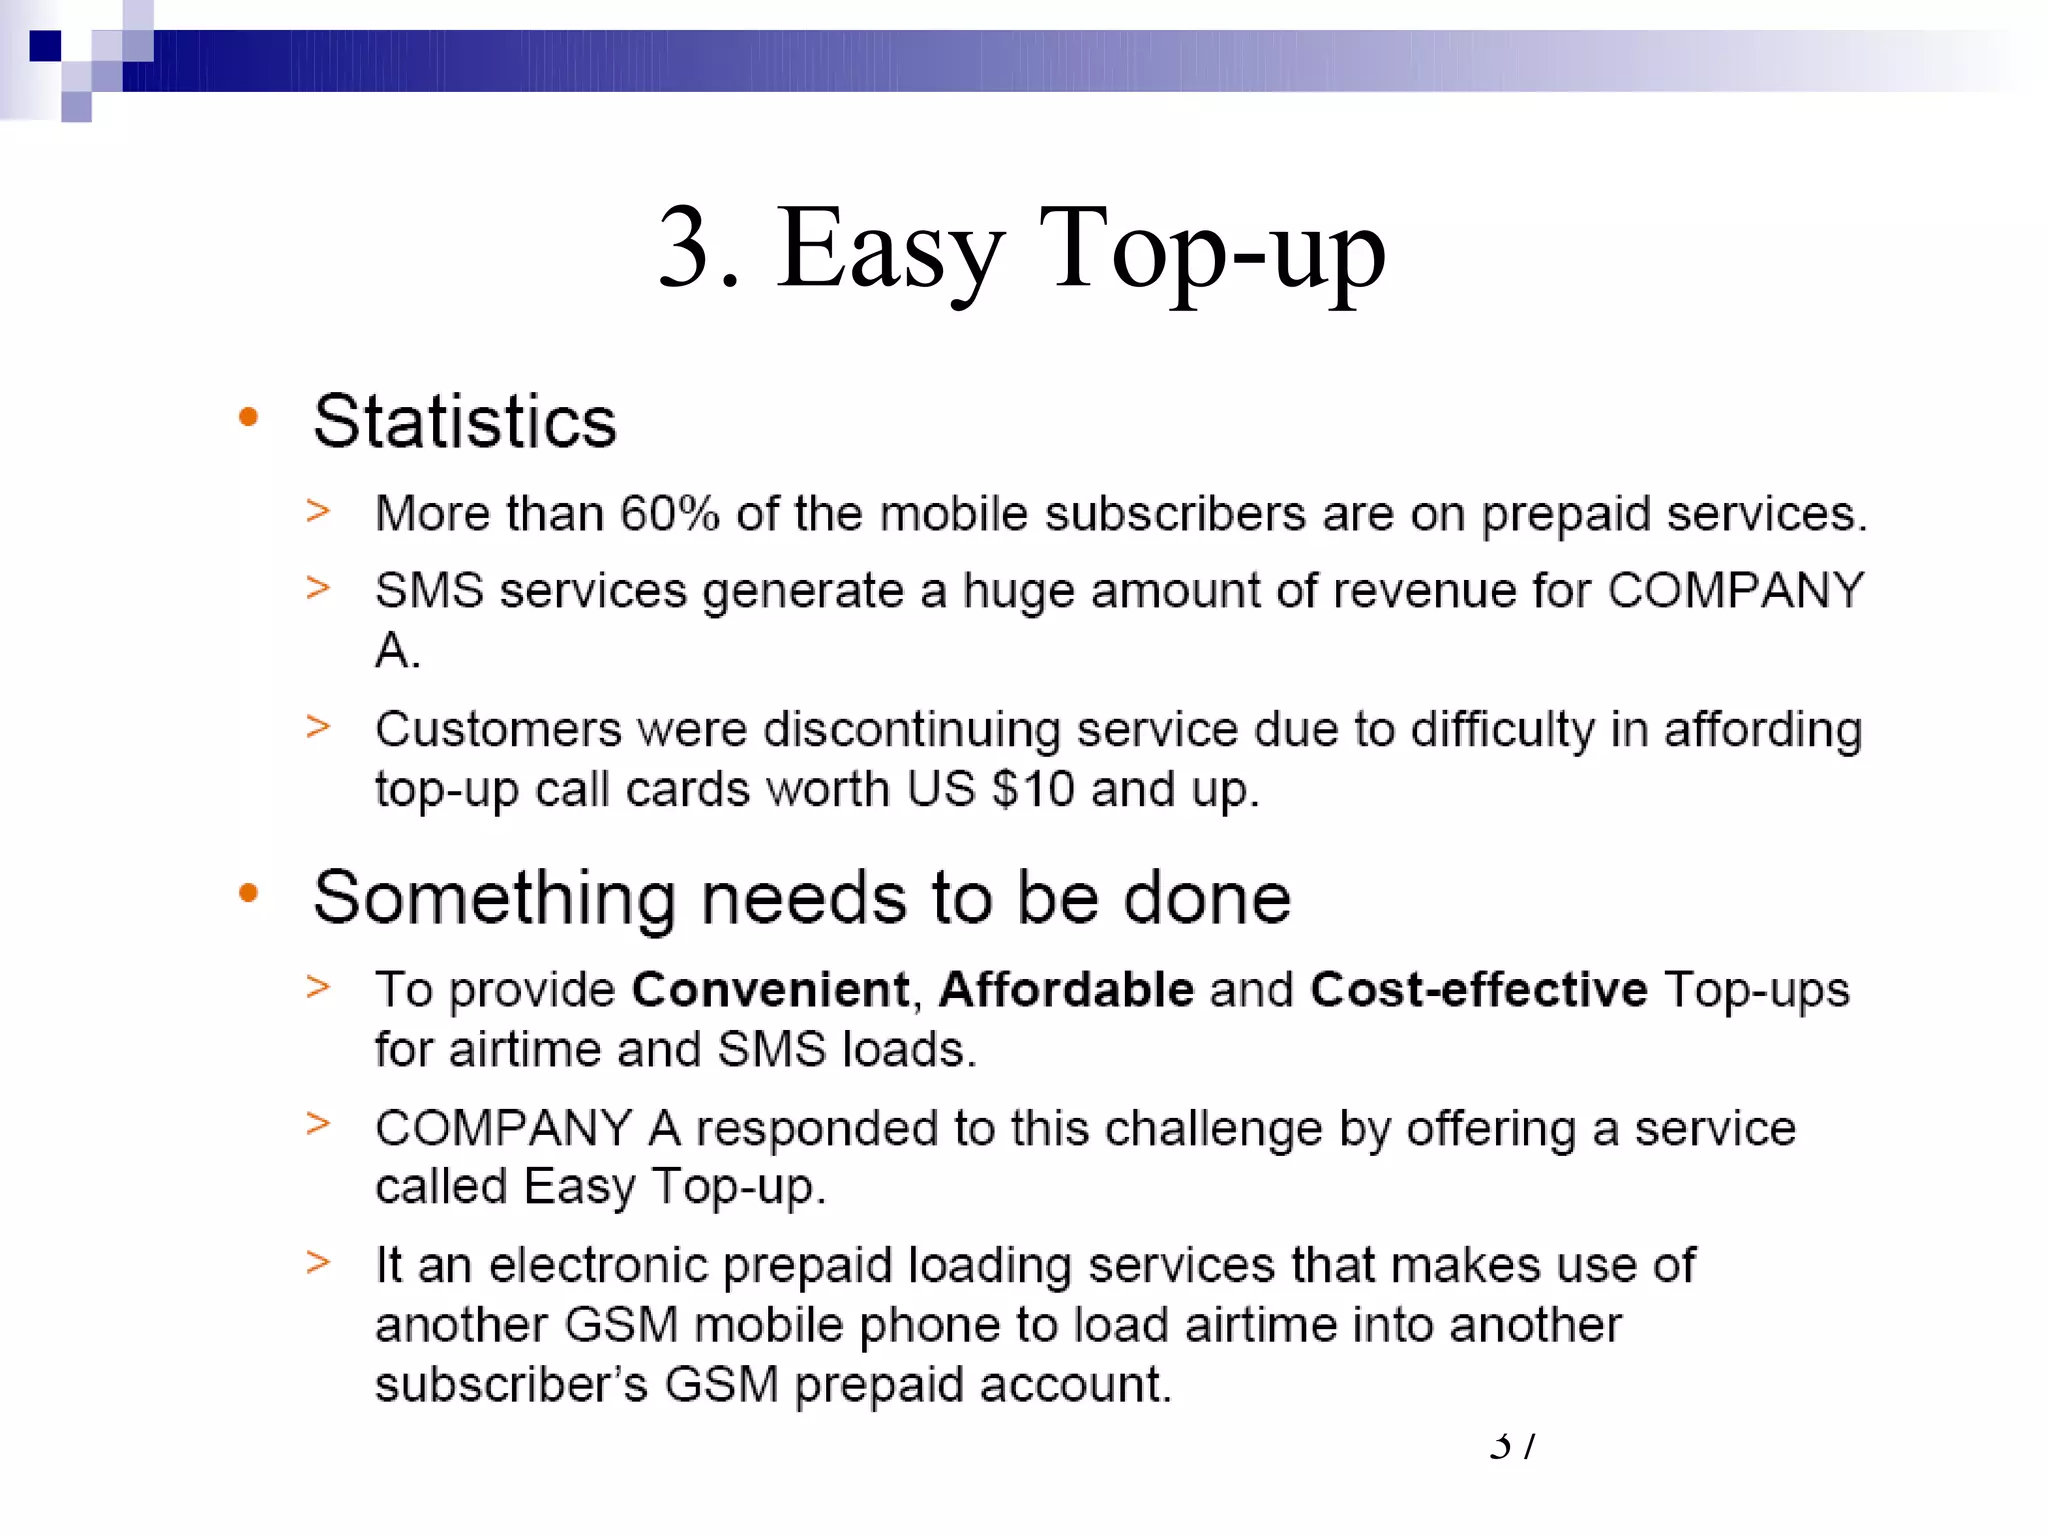 3. Easy Top-up
• Statistics
> More than 60% of the mobile subscribers are on prepaid services.
> SMS services generate a huge amount of revenue for COMPANY
A.
> Customers were discontinuing service due to difficulty in affording
top-up call cards worth US $10 and up.
• Something needs to be done
> To provide Convenient, Affordable and Cost-effective Top-ups
for airtime and SMS loads.
> COMPANY A responded to this challenge by offering a service
called Easy Top-up.
> It an electronic prepaid loading services that makes use of
another GSM mobile phone to load airtime into another
subscriber's GSM prepaid account.